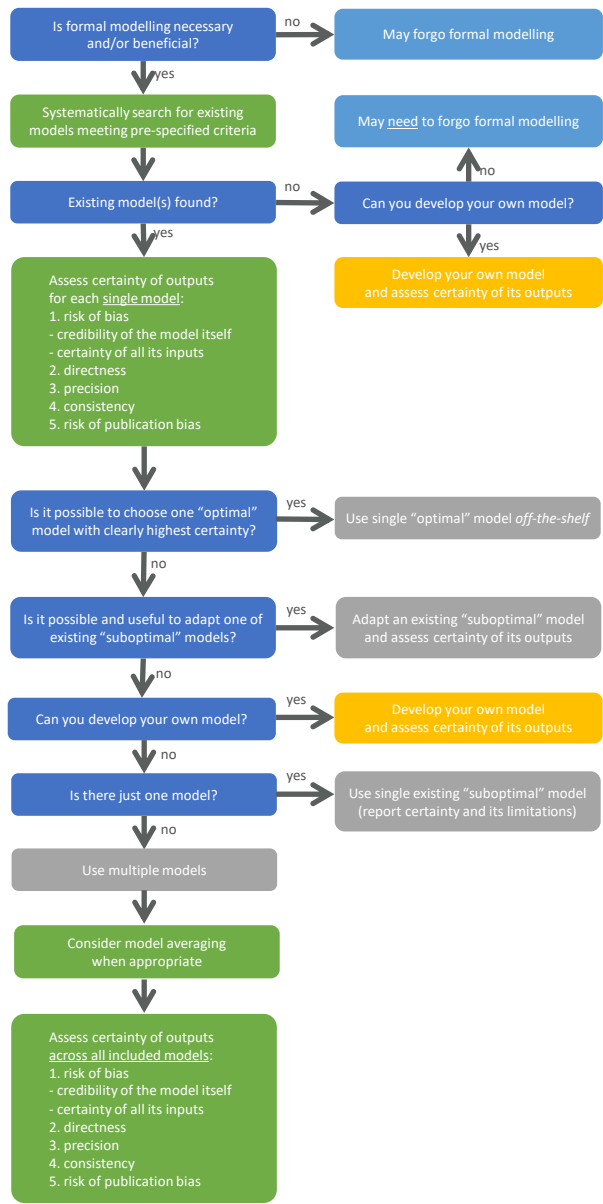 Is formal modelling necessary
and/or beneficial?
no
May forgo formal modelling
yes
Systematically search for existing
models meeting pre-specified criteria
May need to forgo formal modelling
no
Existing model(s) found?
no
Can you develop your own model?
yes
yes
Develop your own model
and assess certainty of its outputs
Assess certainty of outputs
for each single model:
1. risk of bias
- credibility of the model itself
- certainty of all its inputs
2. directness
3. precision
4. consistency
5. risk of publication bias
Is it possible to choose one “optimal”
model with clearly highest certainty?
yes
Use single “optimal” model off-the-shelf
no
Is it possible and useful to adapt one of
existing “suboptimal” models?
yes
Adapt an existing “suboptimal” model
and assess certainty of its outputs
no
Can you develop your own model?
yes
Develop your own model
and assess certainty of its outputs
no
Is there just one model?
yes
Use single existing “suboptimal” model
(report certainty and its limitations)
no
Use multiple models
Consider model averaging
when appropriate
Assess certainty of outputs
across all included models:
1. risk of bias
- credibility of the model itself
- certainty of all its inputs
2. directness
3. precision
4. consistency
5. risk of publication bias